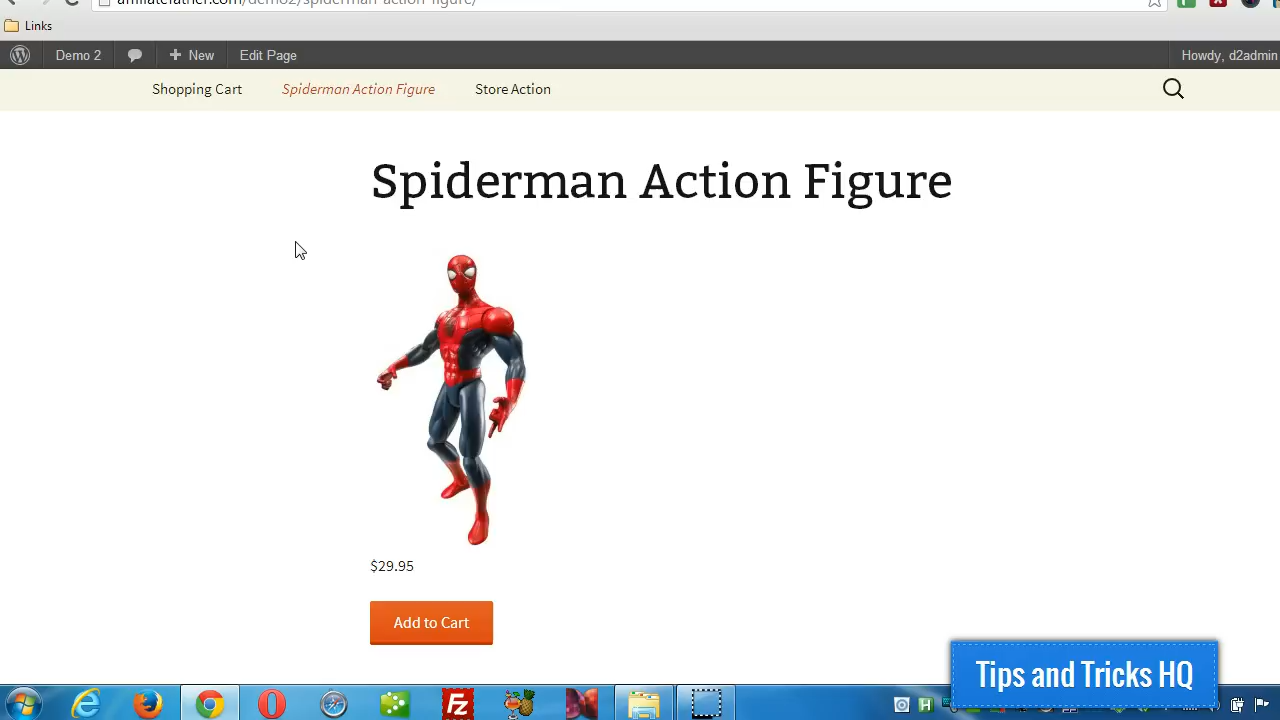 Links
Demo 2 New Edit Page Howdy, d2admin
Shopping Cart Spiderman Action Figure Store Action
Spiderman Action Figure
$29.95
Add to Cart
Tips and Tricks HQ